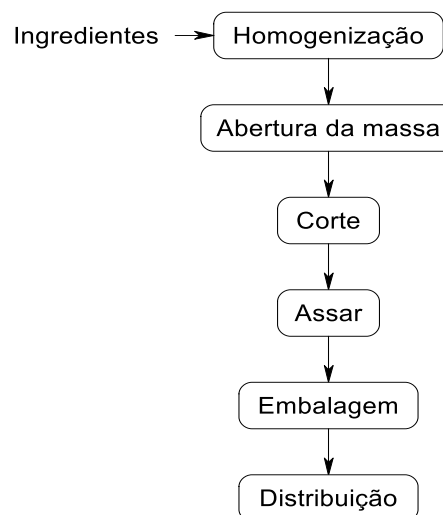 Ingredientes
Homogenização
Abertura da massa
Corte
Assar
Embalagem
Distribuição